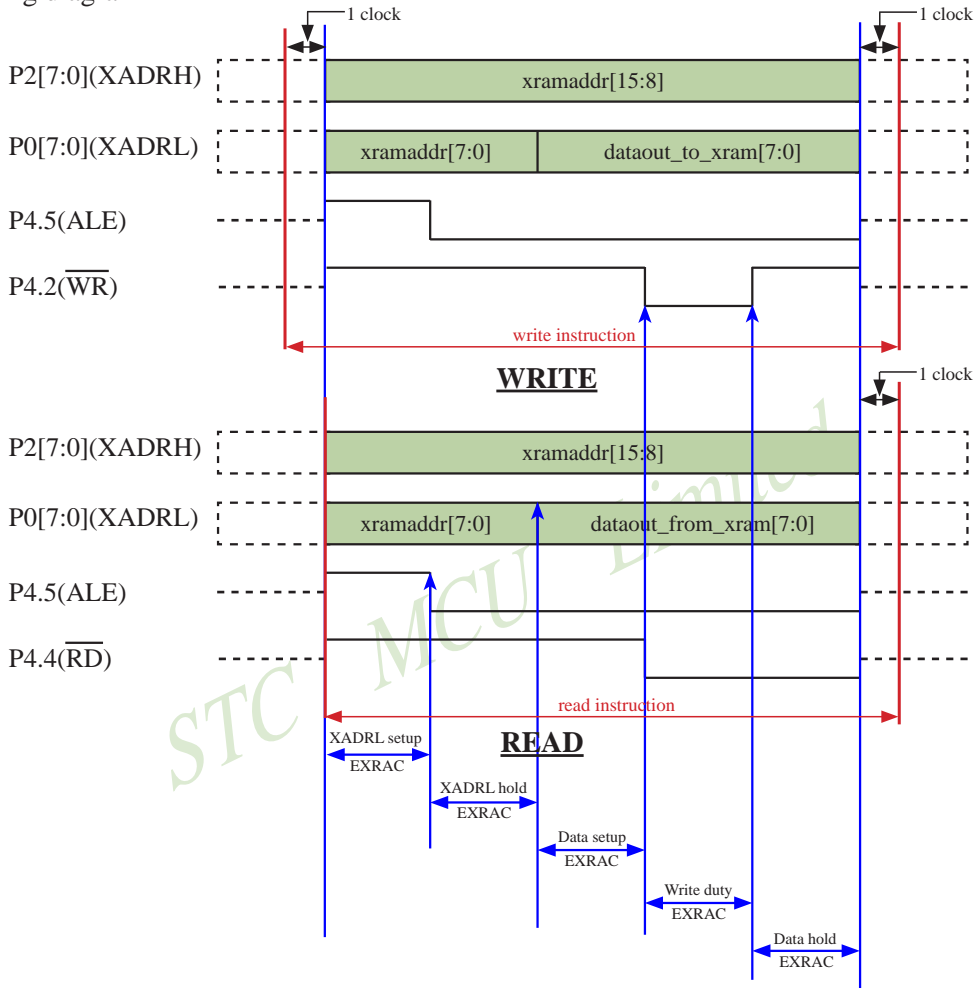 1 clock
1 clock
P2[7:0](XADRH)
xramaddr[15:8]
P0[7:0](XADRL)
xramaddr[7:0]
dataout_to_xram[7:0]
P4.5(ALE)
P4.2(WR)
write instruction
WRITE
1 clock
P2[7:0](XADRH)
xramaddr[15:8]
P0[7:0](XADRL)
xramaddr[7:0]
dataout_from_xram[7:0]
P4.5(ALE)
P4.4(RD)
STC MCU Limited
read instruction
READ
XADRL setup
EXRAC
XADRL hold
EXRAC
Data setup
EXRAC
Write duty
EXRAC
Data hold
EXRAC